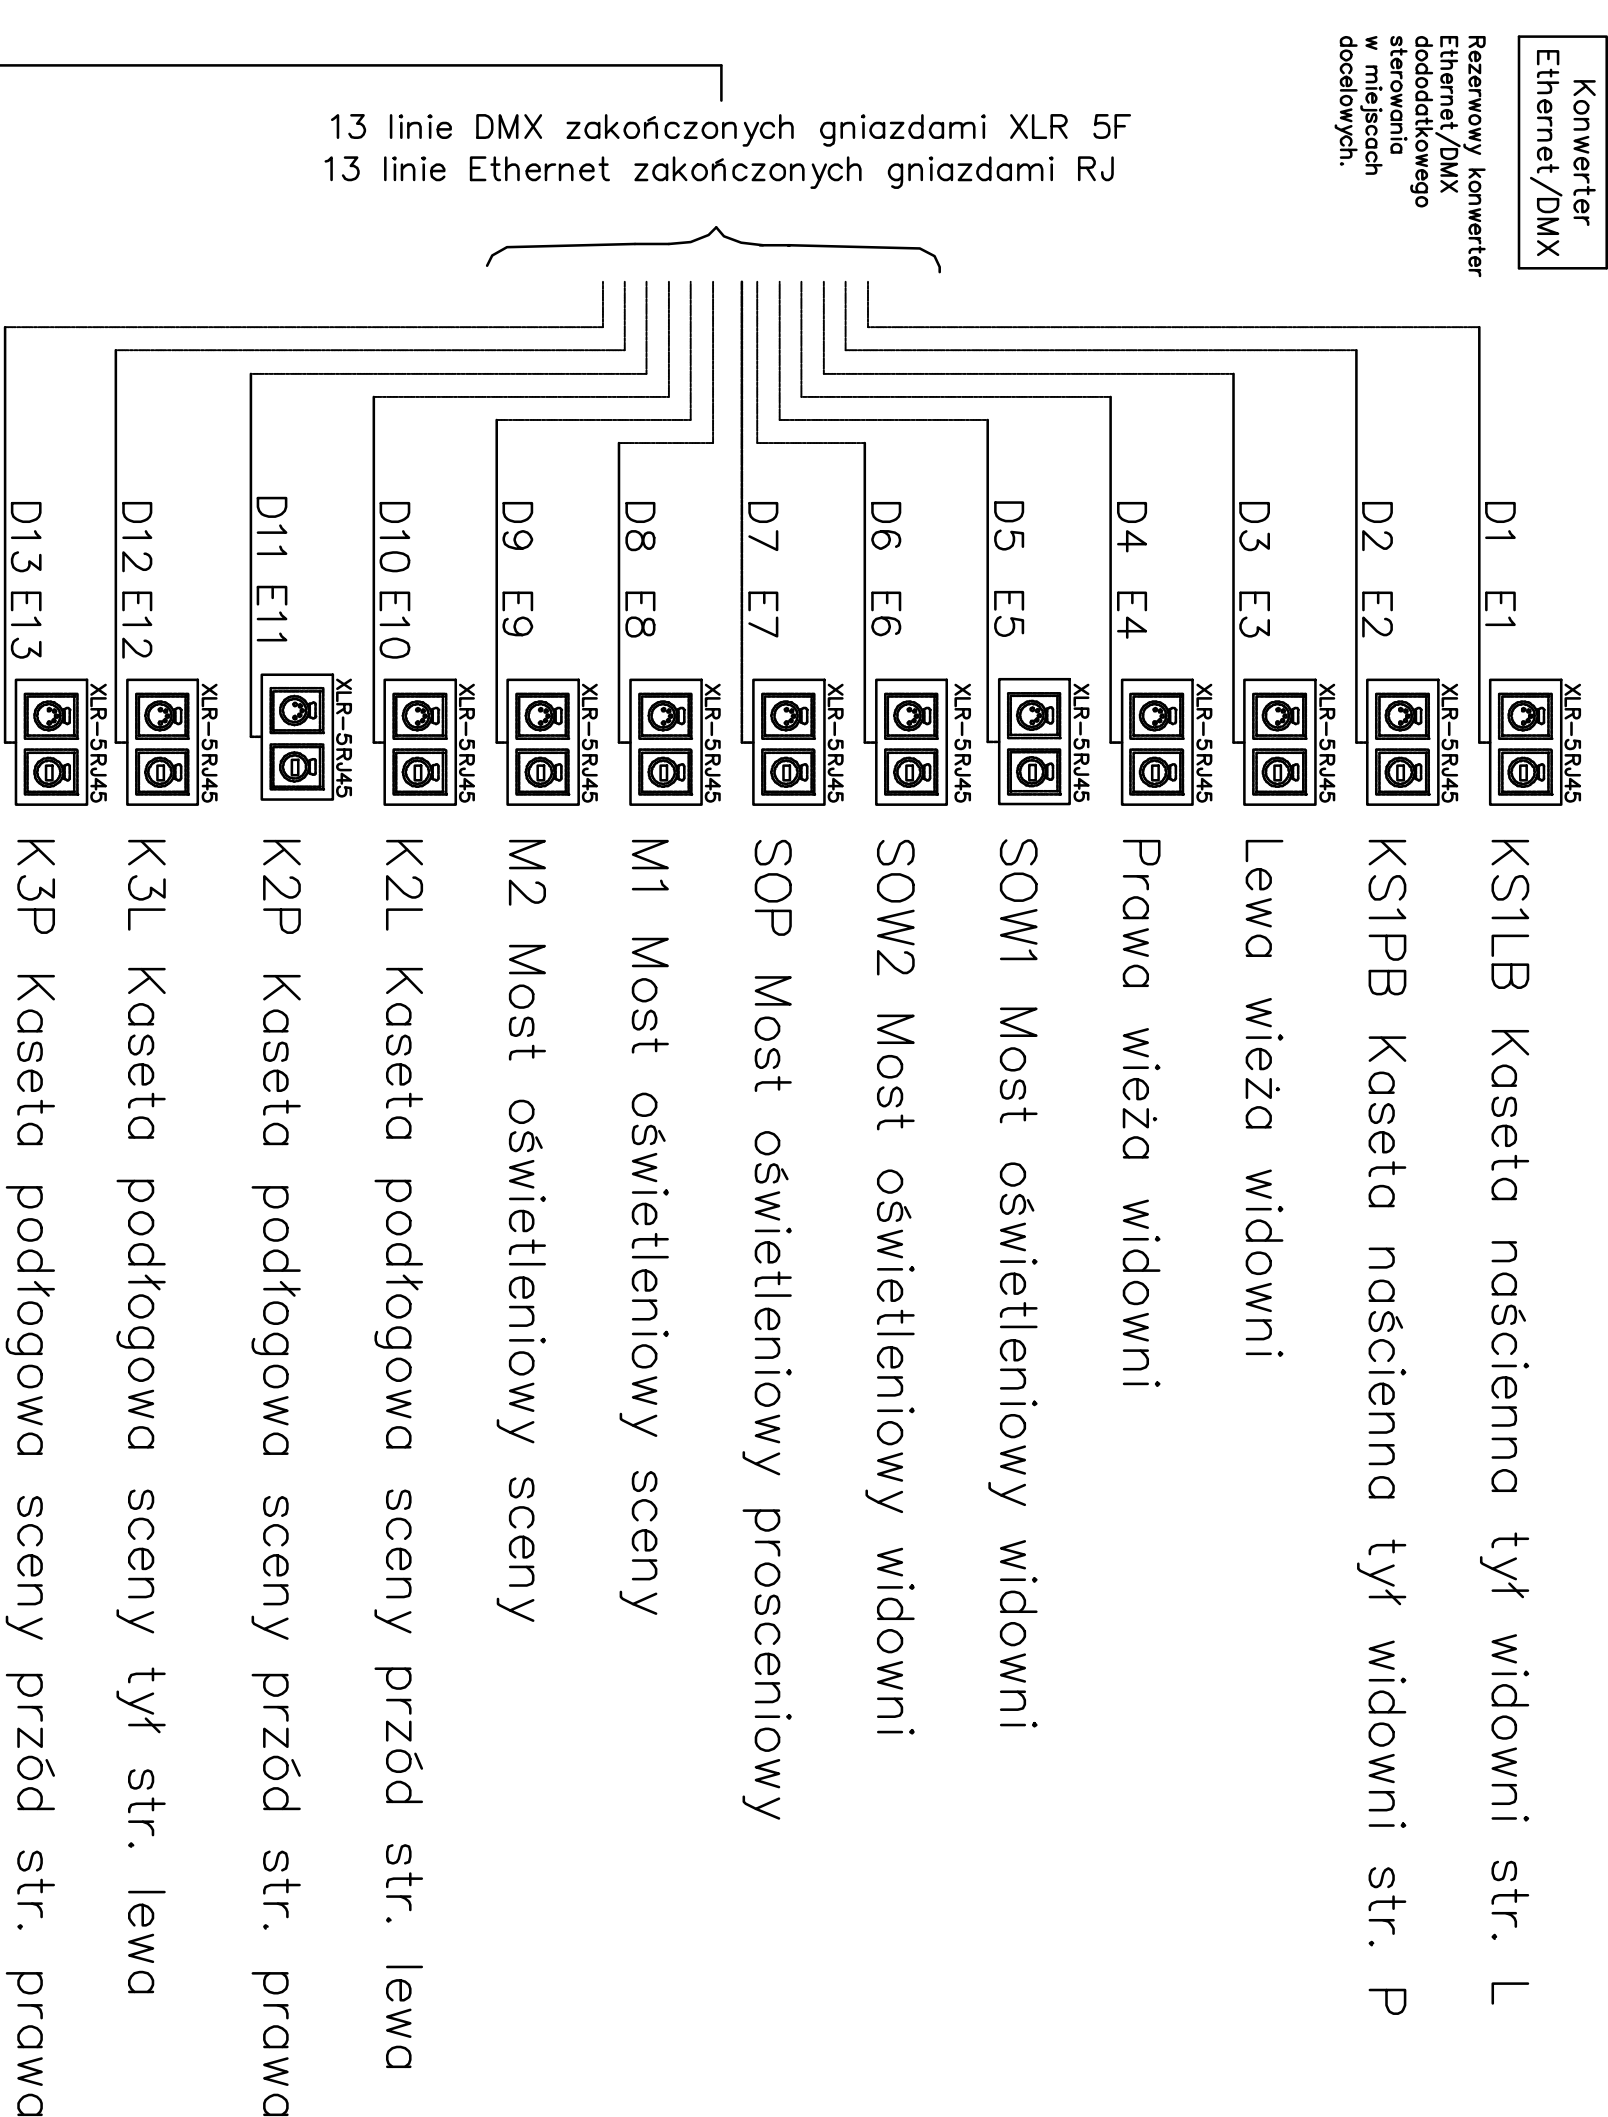 Konwerter
Ethernet/DMX
Rezerwowy konwerter
Ethernet/DMX
dododatkowego
sterowania
w miejscach
docelowych.
13 linie DMX zakończonych gniazdami XLR 5F
13 linie Ethernet zakończonych gniazdami RJ
D1 E1 XLR-5RJ45 KS1LB Kaseta naścienna tył widowni str. L
D2 E2 XLR-5RJ45 KS1PB Kaseta naścienna tył widowni str. P
D3 E3 XLR-5RJ45 Lewa wieża widowni
D4 E4 XLR-5RJ45 Prawa wieża widowni
D5 E5 XLR-5RJ45 SOW1 Most oświetleniowy widowni
D6 E6 XLR-5RJ45 SOW2 Most oświetleniowy widowni
D7 E7 XLR-5RJ45 SOP Most oświetleniowy prosceniowy
D8 E8 XLR-5RJ45 M1 Most oświetleniowy sceny
D9 E9 XLR-5RJ45 M2 Most oświetleniowy sceny
D10 E10 XLR-5RJ45 K2L Kaseta podłogowa sceny przód str. lewa
D11 E11 XLR-5RJ45 K2P Kaseta podłogowa sceny przód str. prawa
D12 E12 XLR-5RJ45 K3L Kaseta podłogowa sceny tył str. lewa
D13 E13 XLR-5RJ45 K3P Kaseta podłogowa sceny przód str. prawa